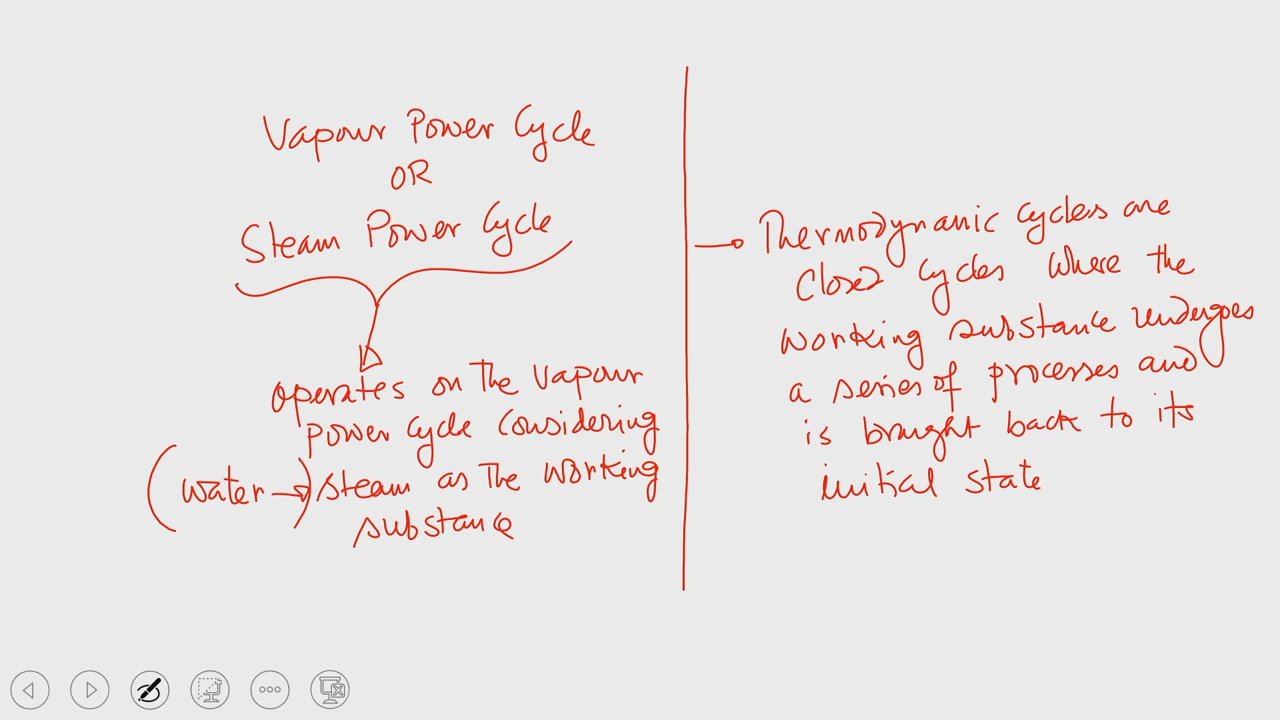 Vapour Power Cycle
OR
Steam Power Cycle
operates on the vapour
power cycle considering
(water →) steam as the working
substance
→ Thermodynamic cycles are
closed cycles where the
working substance undergoes
a series of processes and
is brought back to its
initial state